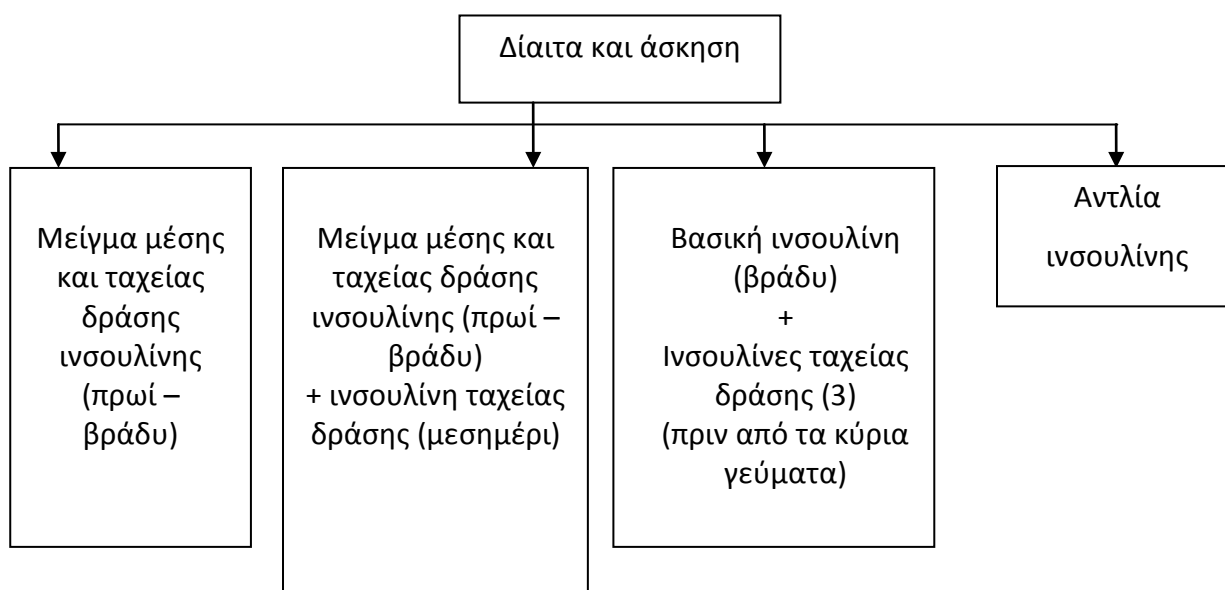 Δίαιτα και άσκηση
Μείγμα μέσης
και ταχείας
δράσης
ινσουλίνης
(πρωί –
βράδυ)
Μείγμα μέσης και
ταχείας δράσης
ινσουλίνης (πρωί –
βράδυ)
+ ινσουλίνη ταχείας
δράσης (μεσημέρι)
Βασική ινσουλίνη
(βράδυ)
+
Ινσουλίνες ταχείας
δράσης (3)
(πριν από τα κύρια
γεύματα)
Αντλία
ινσουλίνης